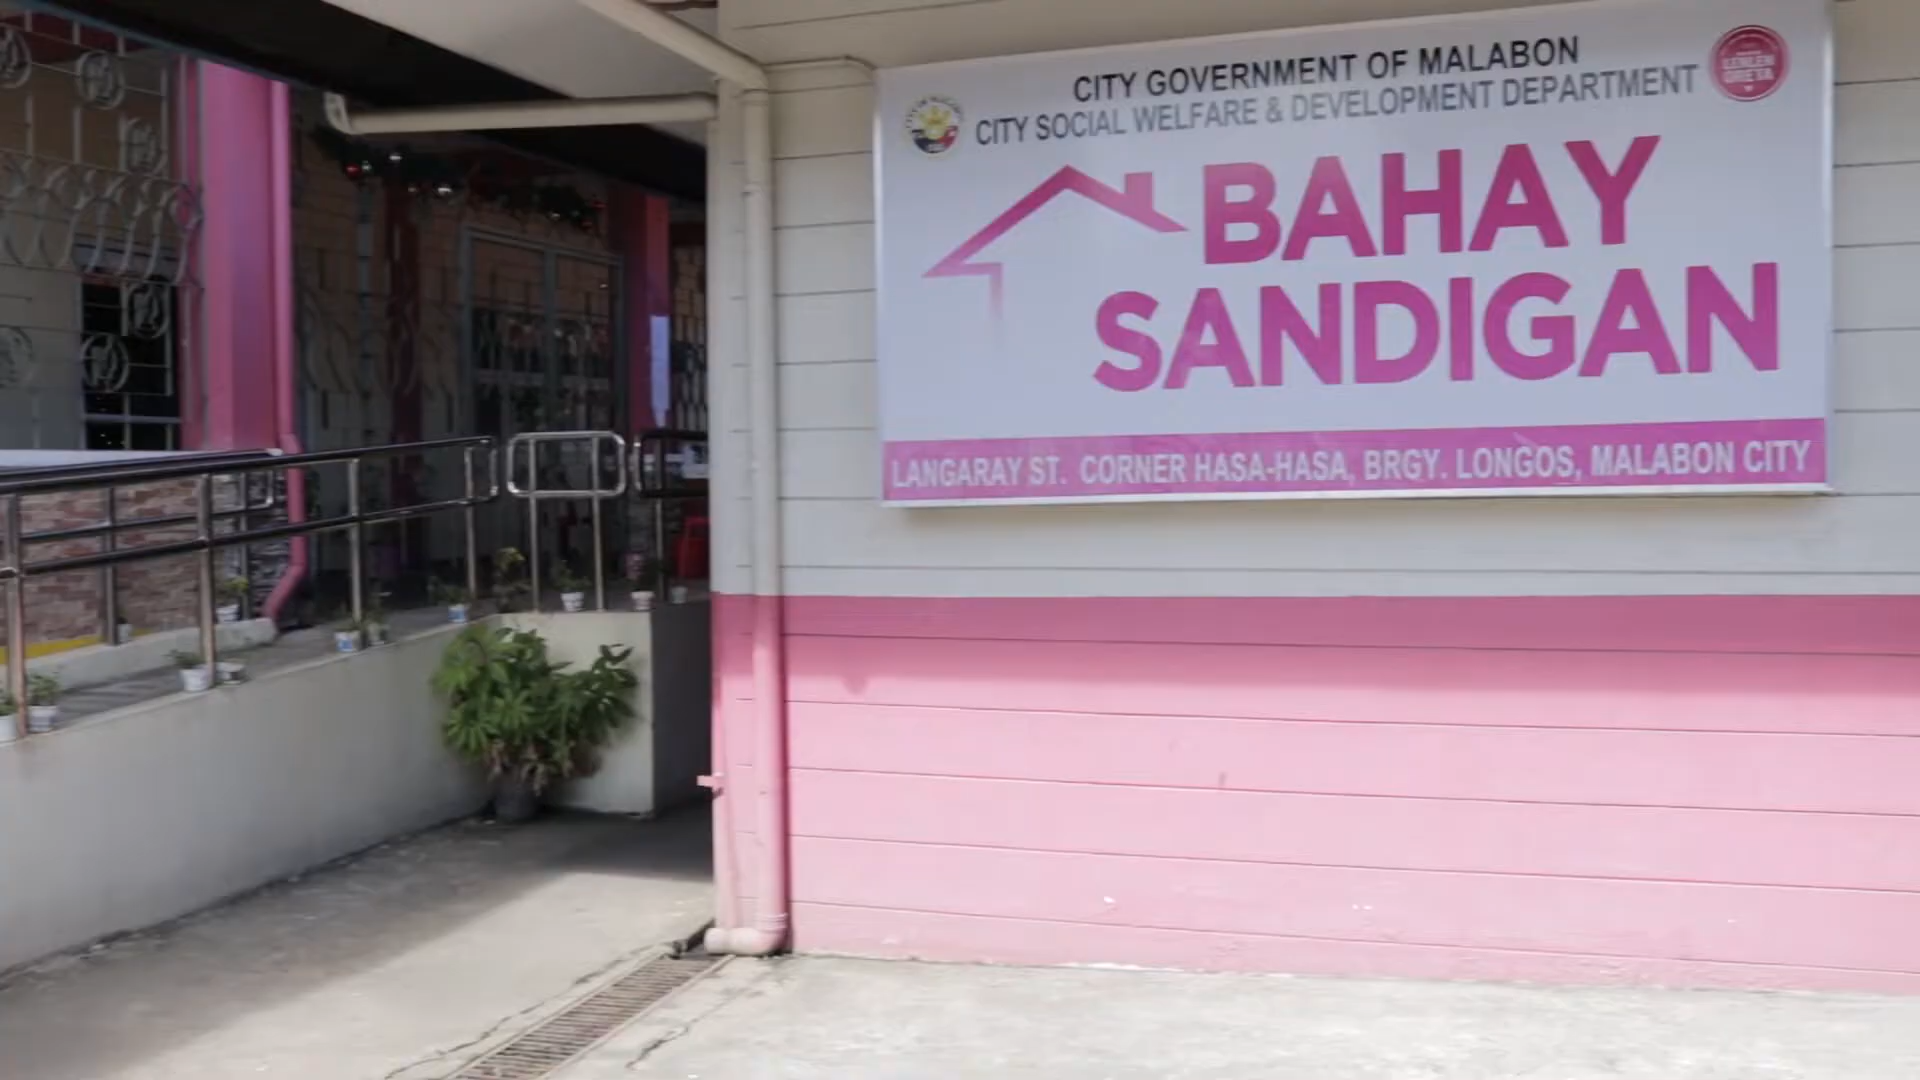 CITY GOVERNMENT OF MALABON
CITY SOCIAL WELFARE & DEVELOPMENT DEPARTMENT
BAHAY
SANDIGAN
LANGARAY ST. CORNER HASA-HASA, BRGY. LONGOS, MALABON CITY